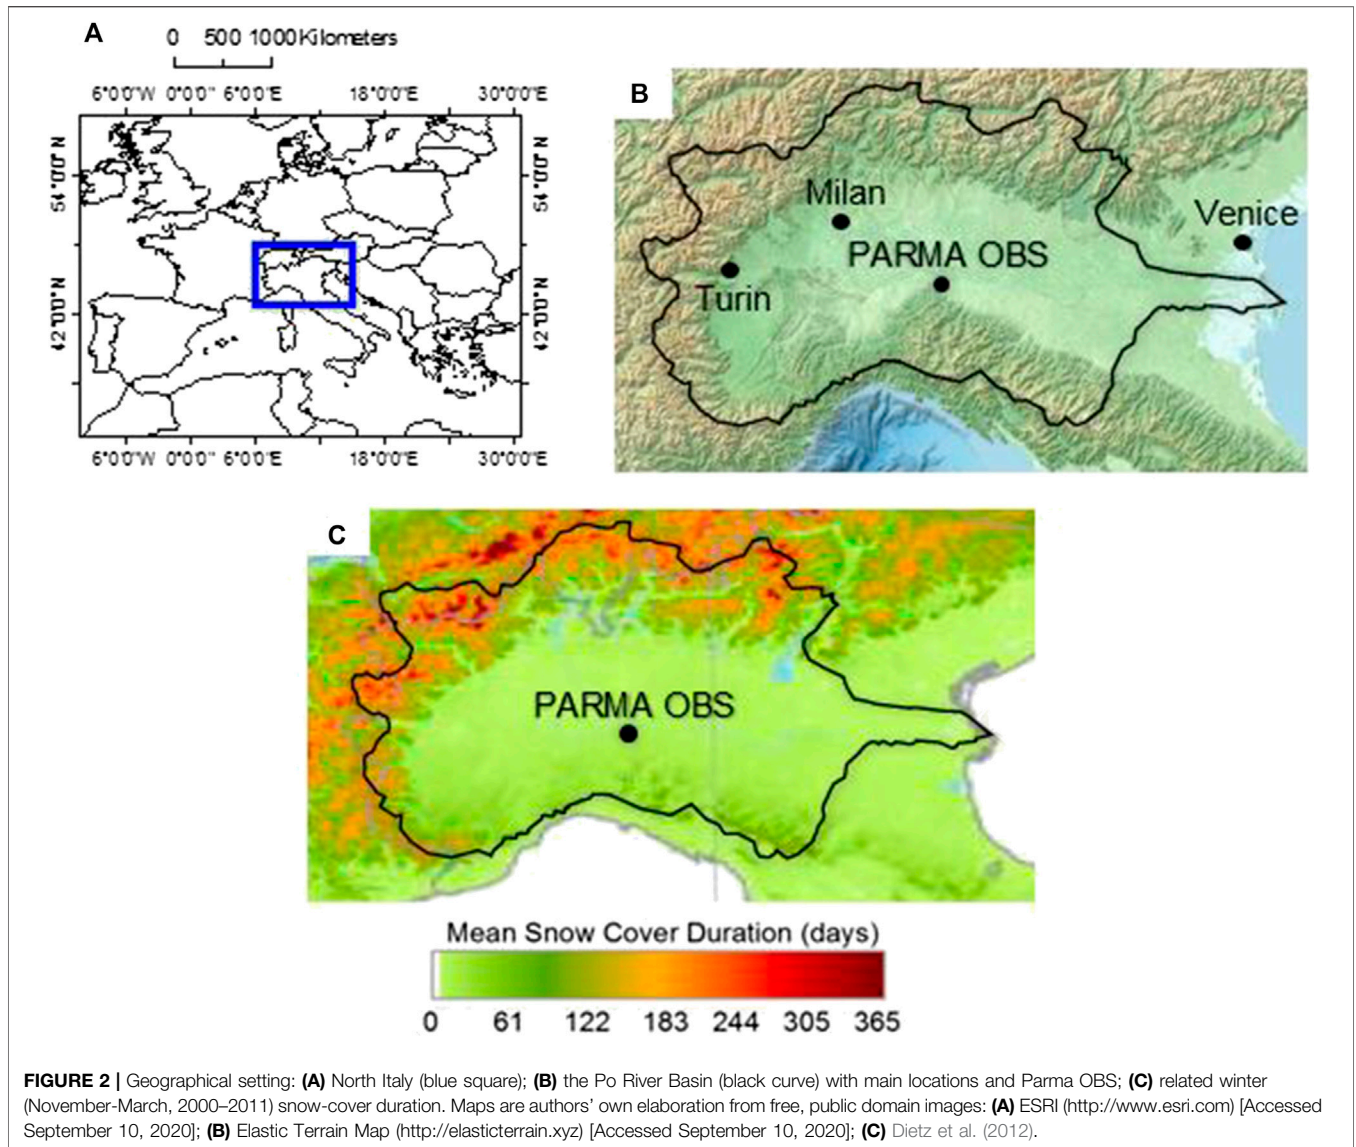 A
0 500 1000 Kilometers
6°0'0"W 0°0'0" 6°0'0"E 18°0'0"E 30°0'0"E
54°0'0"N
42°0'0"N
54°0'0"N
42°0'0"N
6°0'0"W 0°0'0" 6°0'0"E 18°0'0"E 30°0'0"E
B
Milan
Venice
PARMA OBS
Turin
C
PARMA OBS
Mean Snow Cover Duration (days)
0 61 122 183 244 305 365
FIGURE 2 | Geographical setting: (A) North Italy (blue square); (B) the Po River Basin (black curve) with main locations and Parma OBS; (C) related winter
(November-March, 2000–2011) snow-cover duration. Maps are authors' own elaboration from free, public domain images: (A) ESRI (http://www.esri.com) [Accessed
September 10, 2020]; (B) Elastic Terrain Map (http://elasticterrain.xyz) [Accessed September 10, 2020]; (C) Dietz et al. (2012).